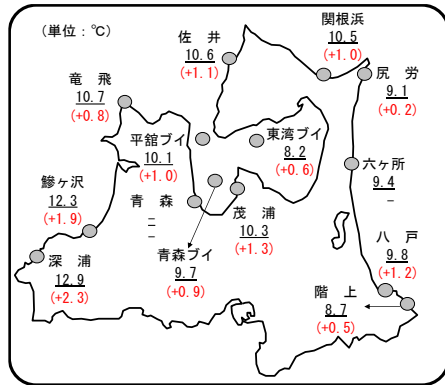 (単位：℃)
佐　井
10.6
(+1.1)
関根浜
10.5
(+1.0)
尻労
9.1
(+0.2)
竜　飛
10.7
(+0.8)
平舘ブイ
10.1
(+1.0)
東湾ブイ
8.2
(+0.6)
六ヶ所
9.4
－
鰺ヶ沢
12.3
(+1.9)
青　森
－
－
茂　浦
10.3
(+1.3)
青森ブイ
9.7
(+0.9)
八　戸
9.8
(+1.2)
深　浦
12.9
(+2.3)
階　上
8.7
(+0.5)